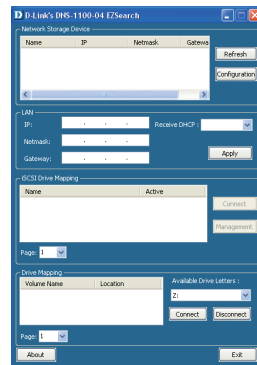 D-Link's DNS-1100-04 EZSearch
Network Storage Device
Name IP Netmask Gatewa
Refresh
Configuration
LAN
IP: . . . Receive DHCP :
Netmask: . . .
Gateway: . . . Apply
iSCSI Drive Mapping
Name Active
Connect
Management
Page: 1
Drive Mapping
Volume Name Location Available Drive Letters :
Z:
Connect Disconnect
Page: 1
About Exit